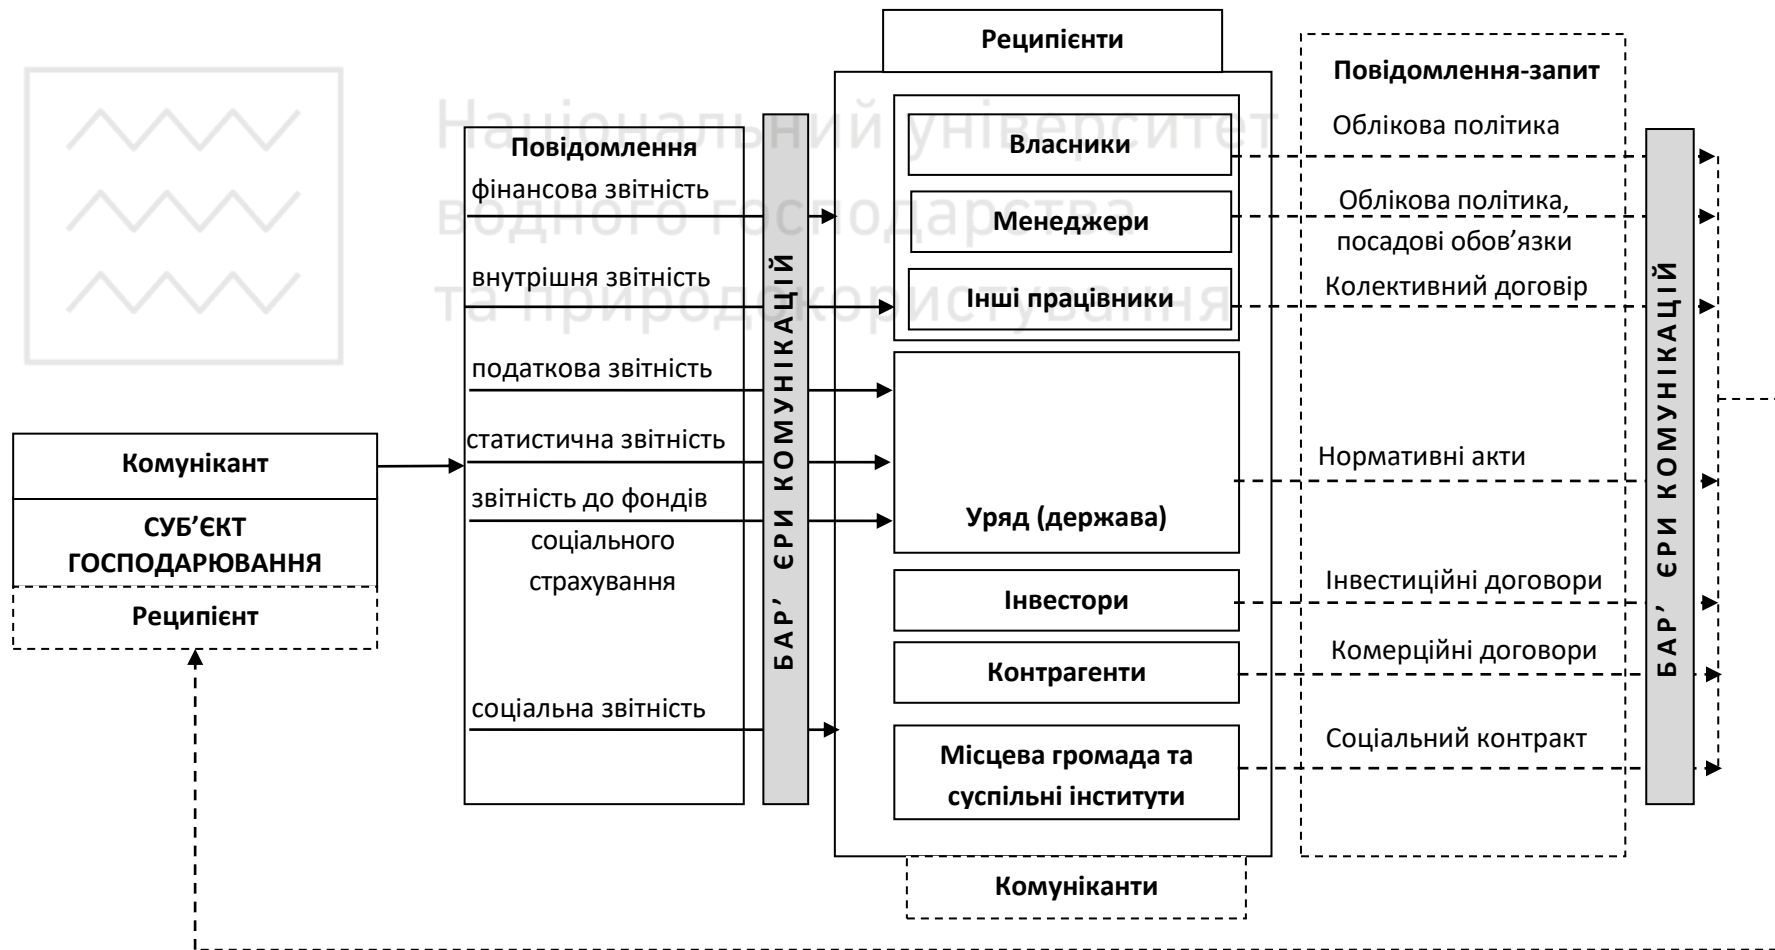 Реципієнти
Повідомлення-запит
Національний університет
водного господарства
та природокористування
Повідомлення
фінансова звітність
внутрішня звітність
податкова звітність
статистична звітність
звітність до фондів
соціального
страхування
соціальна звітність
Комунікант
СУБ’ЄКТ
ГОСПОДАРЮВАННЯ
Реципієнт
БАР’ ЄРИ КОМУНІКАЦІЙ
Власники
Менеджери
Інші працівники
Уряд (держава)
Інвестори
Контрагенти
Місцева громада та
суспільні інститути
Комуніканти
Облікова політика
Облікова політика,
посадові обов’язки
Колективний договір
Нормативні акти
Інвестиційні договори
Комерційні договори
Соціальний контракт
БАР’ ЄРИ КОМУНІКАЦІЙ